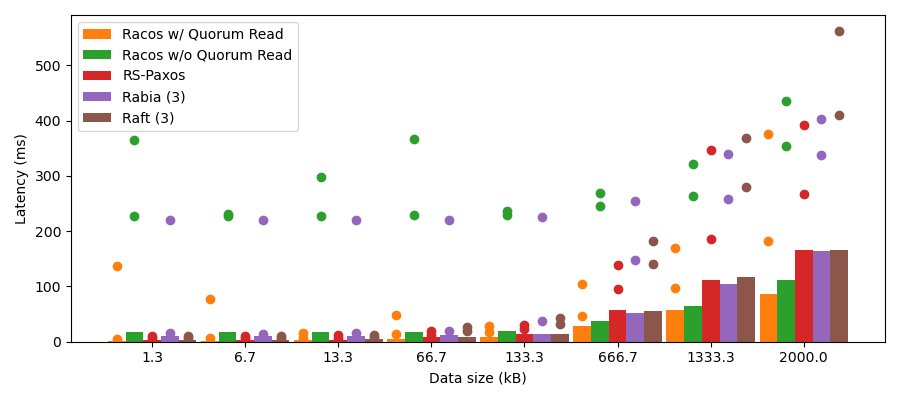 Racos w/ Quorum Read
Racos w/o Quorum Read
RS-Paxos
Rabia (3)
Raft (3)
Latency (ms)
500
400
300
200
100
0
1.3 6.7 13.3 66.7 133.3 666.7 1333.3 2000.0
Data size (kB)